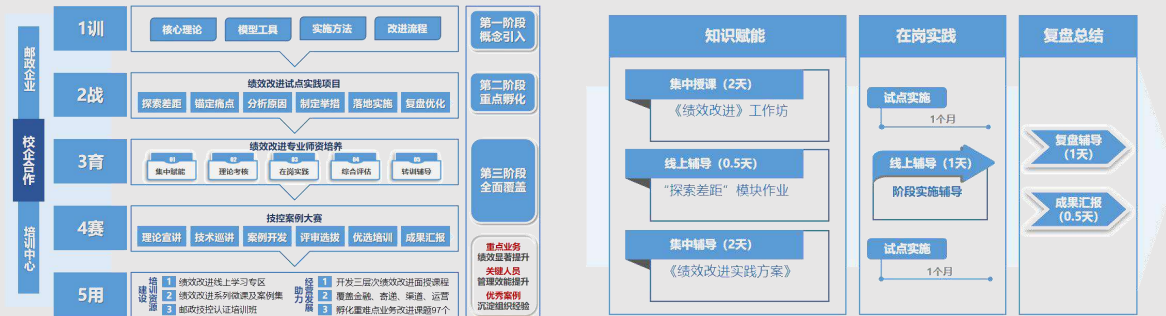 邮政企业
校企合作
培训中心
1训
核心理论
模型工具
实施方法
改进流程
2战
绩效改进试点实践项目
探索差距
锚定痛点
分析原因
制定举措
落地实施
复盘优化
3育
绩效改进专业师资培养
01
集中赋能
02
理论考核
03
在岗实践
04
综合评估
05
转训辅导
4赛
技控案例大赛
理论宣讲
技术巡讲
案例开发
评审选拔
优选培训
成果汇报
5用
培训资源
建设
1 绩效改进线上学习专区
2 绩效改进系列微课及案例集
3 邮政技控认证培训班
经营发展
助力
1 开发三层次绩效改进面授课程
2 覆盖金融、寄递、渠道、运营
3 孵化重难点业务改进课题97个
第一阶段
概念引入
第二阶段
重点孵化
第三阶段
全面覆盖
重点业务
绩效显著提升
关键人员
管理效能提升
优秀案例
沉淀组织经验
知识赋能
集中授课（2天）
《绩效改进》工作坊
线上辅导（0.5天）
“探索差距”模块作业
集中辅导（2天）
《绩效改进实践方案》
在岗实践
试点实施
1个月
线上辅导（1天）
阶段实施辅导
试点实施
1个月
复盘总结
复盘辅导
（1天）
成果汇报
（0.5天）